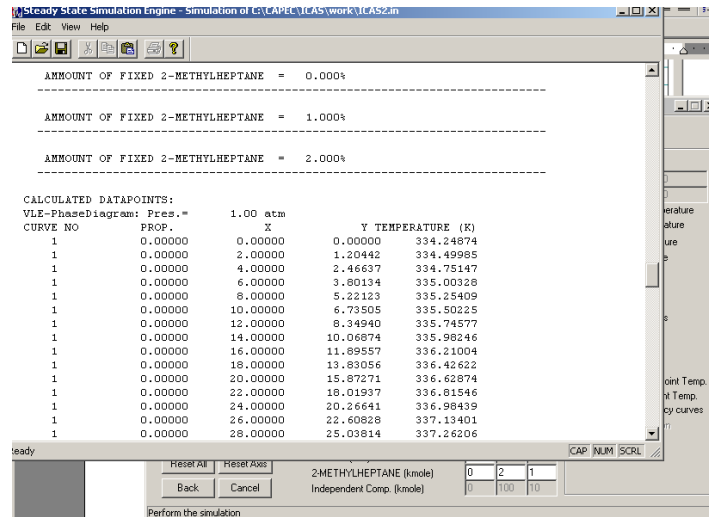 Steady State Simulation Engine - Simulation of C:\CAPEC\ICAS\work\ICAS2.in
File Edit View Help
AMMOUNT OF FIXED 2-METHYLHEPTANE = 0.000%
AMMOUNT OF FIXED 2-METHYLHEPTANE = 1.000%
AMMOUNT OF FIXED 2-METHYLHEPTANE = 2.000%
CALCULATED DATAPOINTS:
VLE-PhaseDiagram: Pres.= 1.00 atm
CURVE NO PROP. X Y TEMPERATURE (K)
1 0.00000 0.00000 0.00000 334.24874
1 0.00000 2.00000 1.20442 334.49985
1 0.00000 4.00000 2.46637 334.75147
1 0.00000 6.00000 3.80134 335.00328
1 0.00000 8.00000 5.22123 335.25409
1 0.00000 10.00000 6.73505 335.50225
1 0.00000 12.00000 8.34940 335.74577
1 0.00000 14.00000 10.06874 335.98246
1 0.00000 16.00000 11.89557 336.21004
1 0.00000 18.00000 13.83056 336.42622
1 0.00000 20.00000 15.87271 336.62874
1 0.00000 22.00000 18.01937 336.81546
1 0.00000 24.00000 20.26641 336.98439
1 0.00000 26.00000 22.60828 337.13401
1 0.00000 28.00000 25.03814 337.26206
eady CAP NUM SCRL
perature
ature
ure
oint Temp.
nt Temp.
cy curves
Reset All Reset Axis
2-METHYLHEPTANE (kmole) 0 2 1
Back Cancel Independent Comp. (kmole) 0 100 10
Perform the simulation